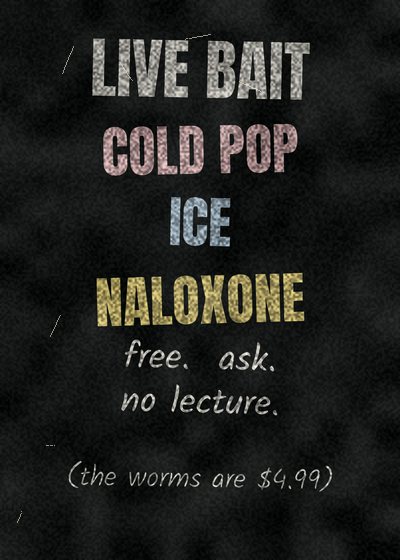 LIVE BAIT
COLD POP
ICE
NALOXONE
free. ask.
no lecture.
(the worms are $4.99)